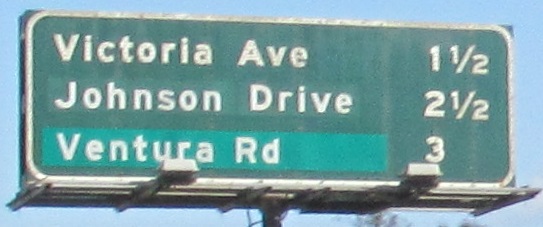 Victoria Ave 1½
Johnson Drive 2½
Ventura Rd 3